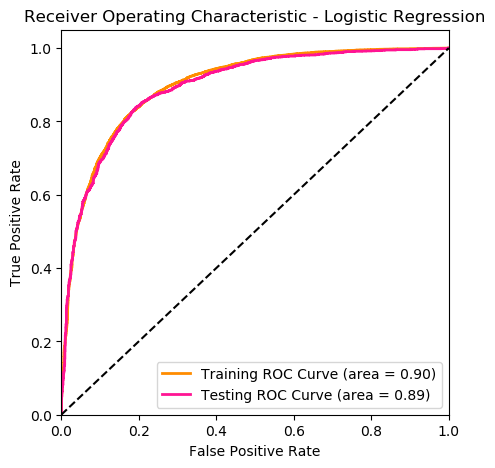 Receiver Operating Characteristic - Logistic Regression
1.0
0.8
0.6
0.4
0.2
0.0
True Positive Rate
Training ROC Curve (area = 0.90)
Testing ROC Curve (area = 0.89)
0.0 0.2 0.4 0.6 0.8 1.0
False Positive Rate